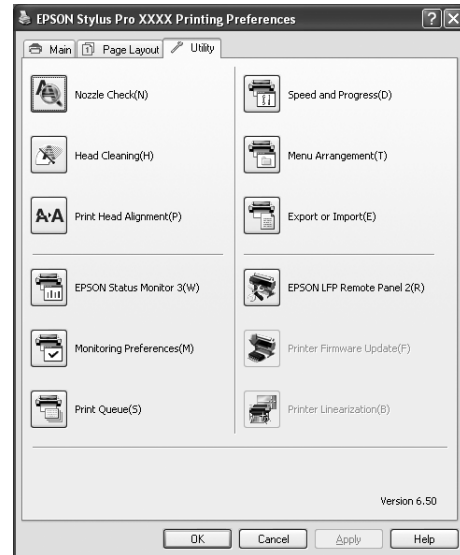 EPSON Stylus Pro XXXX Printing Preferences
Main
Page Layout
Utility
Nozzle Check(N)
Speed and Progress(D)
Head Cleaning(H)
Menu Arrangement(T)
Print Head Alignment(P)
Export or Import(E)
EPSON Status Monitor 3(W)
EPSON LFP Remote Panel 2(R)
Monitoring Preferences(M)
Printer Firmware Update(F)
Print Queue(S)
Printer Linearization(B)
Version 6.50
OK
Cancel
Apply
Help